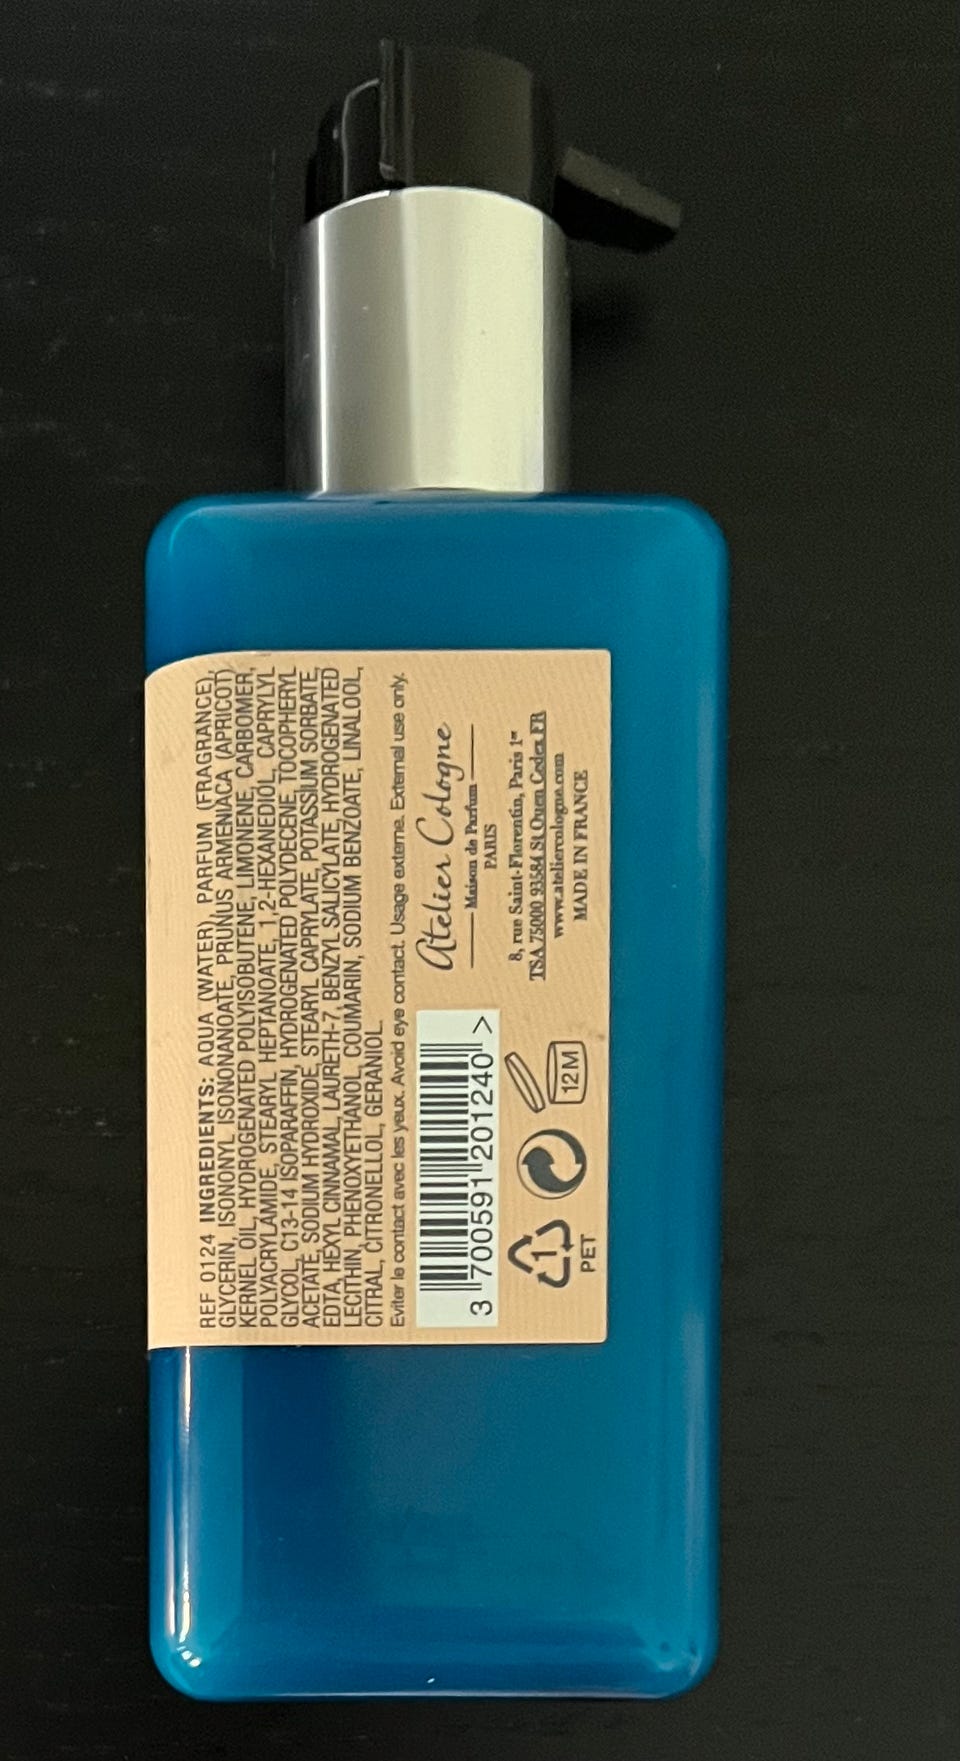 REF 0124 INGREDIENTS: AQUA (WATER), PARFUM (FRAGRANCE),
GLYCERIN, ISONONYL ISONONANOATE, PRUNUS ARMENIACA (APRICOT)
KERNEL OIL, HYDROGENATED POLYISOBUTENE, LIMONENE, CARBOMER,
POLYACRYLAMIDE, STEARYL HEPTANOATE, 1,2-HEXANEDIOL, CAPRYLYL
GLYCOL, C13-14 ISOPARAFFIN, HYDROGENATED POLYDECENE, TOCOPHERYL
ACETATE, SODIUM HYDROXIDE, STEARYL CAPRYLATE, POTASSIUM SORBATE,
EDTA, HEXYL CINNAMAL, LAURETH-7, BENZYL SALICYLATE, HYDROGENATED
LECITHIN, PHENOXYETHANOL, COUMARIN, SODIUM BENZOATE, LINALOOL,
CITRAL, CITRONELLOL, GERANIOL.
Eviter le contact avec les yeux. Avoid eye contact. Usage externe. External use only.
3 700591 201240 >
1
PET
12M
Atelier Cologne
Maison de Parfum
PARIS
8, rue Saint-Florentin, Paris 1er
TSA 75000 93584 St Ouen Cedex FR
www.ateliercologne.com
MADE IN FRANCE